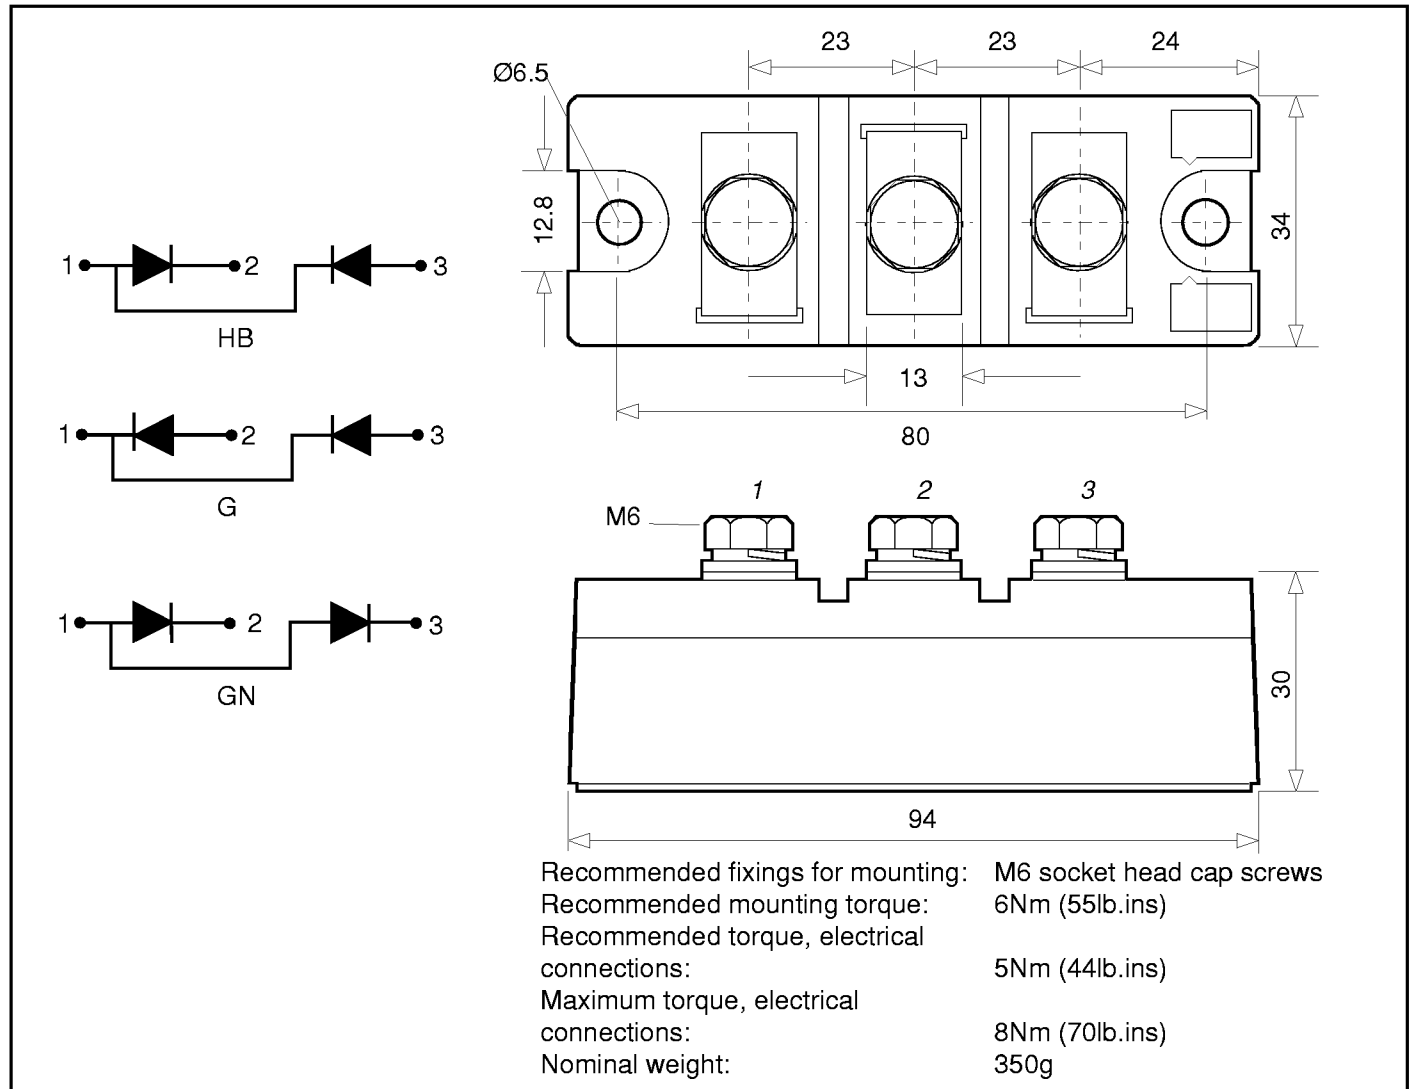 23 23 24
Ø6.5
12.8
34
1 2 3
HB
13
80
1 2 3
G
1 2 3
M6
1 2 3
GN
30
94
Recommended fixings for mounting: M6 socket head cap screws
Recommended mounting torque: 6Nm (55lb.ins)
Recommended torque, electrical
connections: 5Nm (44lb.ins)
Maximum torque, electrical
connections: 8Nm (70lb.ins)
Nominal weight: 350g